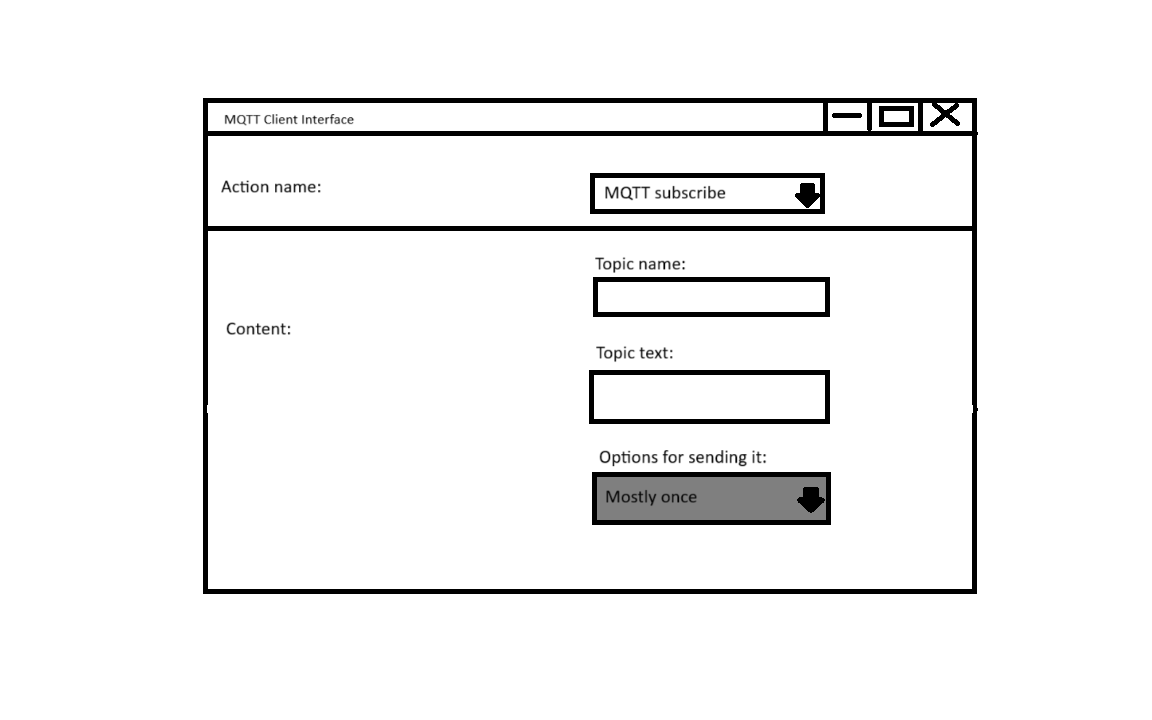 MQTT Client Interface
Action name:
MQTT subscribe
Topic name:
Content:
Topic text:
Options for sending it:
Mostly once